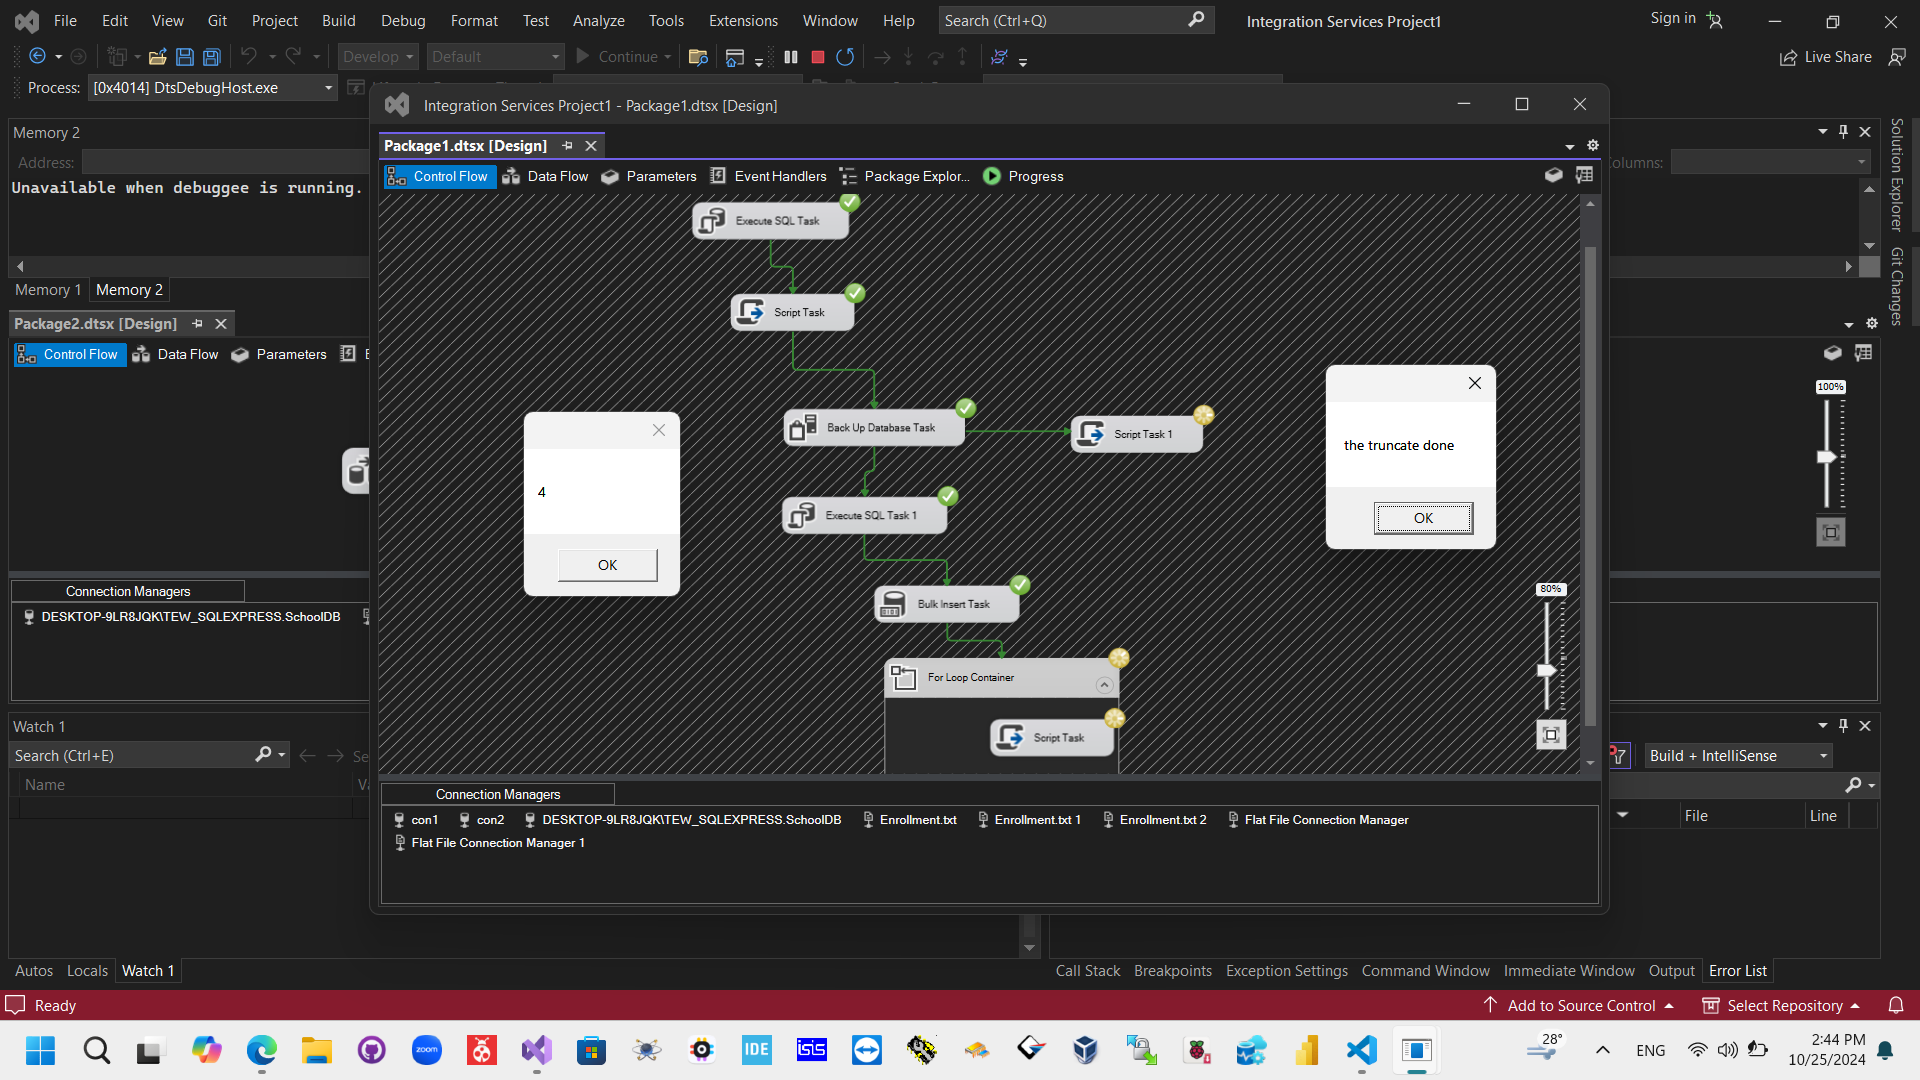 File Edit View Git Project Build Debug Format Test Analyze Tools Extensions Window Help Search (Ctrl+Q) Integration Services Project1 Sign in
Develop Default Continue Live Share
Process: [0x4014] DtsDebugHost.exe
Integration Services Project1 - Package1.dtsx [Design]
Memory 2
Address:
Unavailable when debuggee is running.
Memory 1 Memory 2
Package2.dtsx [Design]
Control Flow Data Flow Parameters
Connection Managers
DESKTOP-9LR8JQK\TEW_SQLEXPRESS.SchoolDB
Package1.dtsx [Design]
Control Flow Data Flow Parameters Event Handlers Package Explor... Progress
Execute SQL Task
Script Task
Back Up Database Task
Script Task 1
Execute SQL Task 1
Bulk Insert Task
For Loop Container
Script Task
4
OK
the truncate done
OK
80%
100%
Connection Managers
con1 con2 DESKTOP-9LR8JQK\TEW_SQLEXPRESS.SchoolDB Enrollment.txt Enrollment.txt 1 Enrollment.txt 2 Flat File Connection Manager
Flat File Connection Manager 1
Solution Explorer
Git Changes
Watch 1
Search (Ctrl+E)
Name
Build + IntelliSense
File Line
Autos Locals Watch 1
Call Stack Breakpoints Exception Settings Command Window Immediate Window Output Error List
Ready Add to Source Control Select Repository
zoom
IDE
isis
28°
ENG
2:44 PM
10/25/2024